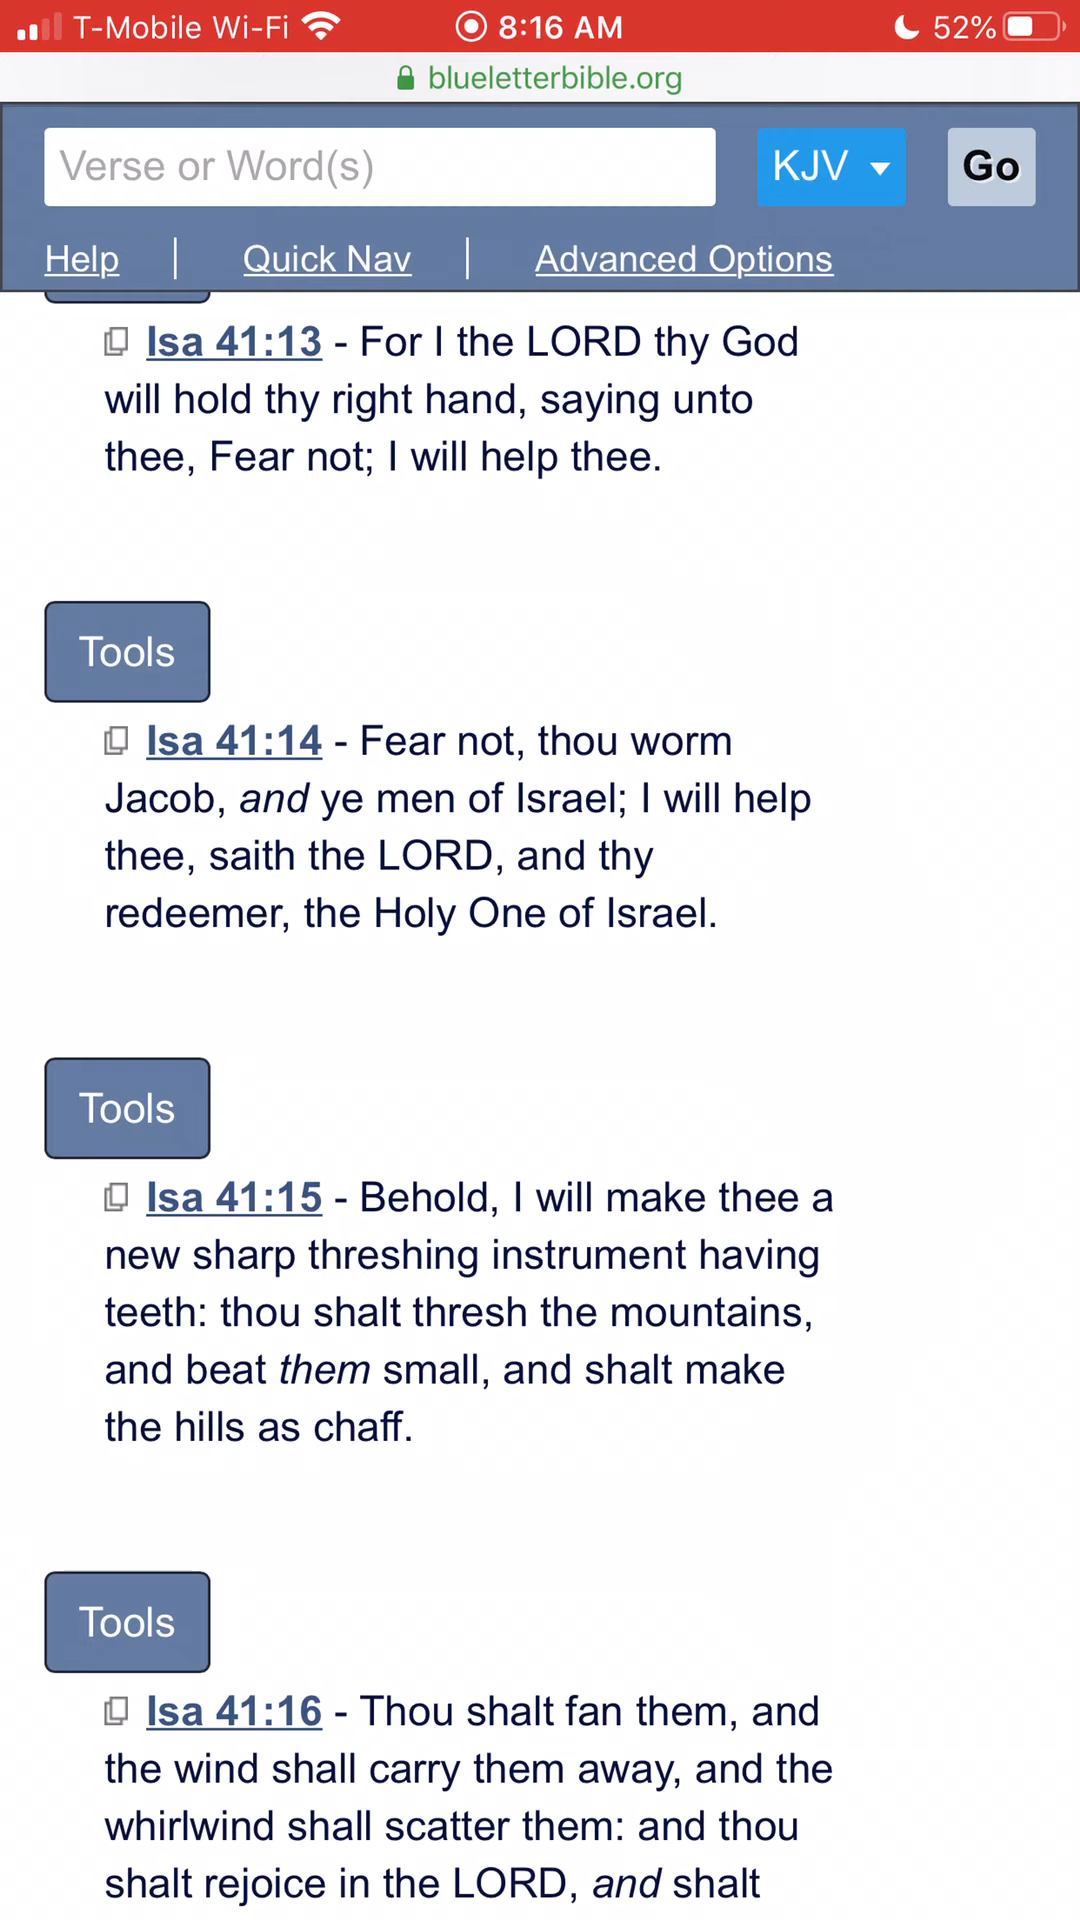 T-Mobile Wi-Fi 8:16 AM 52%
blueletterbible.org
Verse or Word(s) KJV Go
Help | Quick Nav | Advanced Options
Isa 41:13 - For I the LORD thy God
will hold thy right hand, saying unto
thee, Fear not; I will help thee.
Tools
Isa 41:14 - Fear not, thou worm
Jacob, and ye men of Israel; I will help
thee, saith the LORD, and thy
redeemer, the Holy One of Israel.
Tools
Isa 41:15 - Behold, I will make thee a
new sharp threshing instrument having
teeth: thou shalt thresh the mountains,
and beat them small, and shalt make
the hills as chaff.
Tools
Isa 41:16 - Thou shalt fan them, and
the wind shall carry them away, and the
whirlwind shall scatter them: and thou
shalt rejoice in the LORD, and shalt